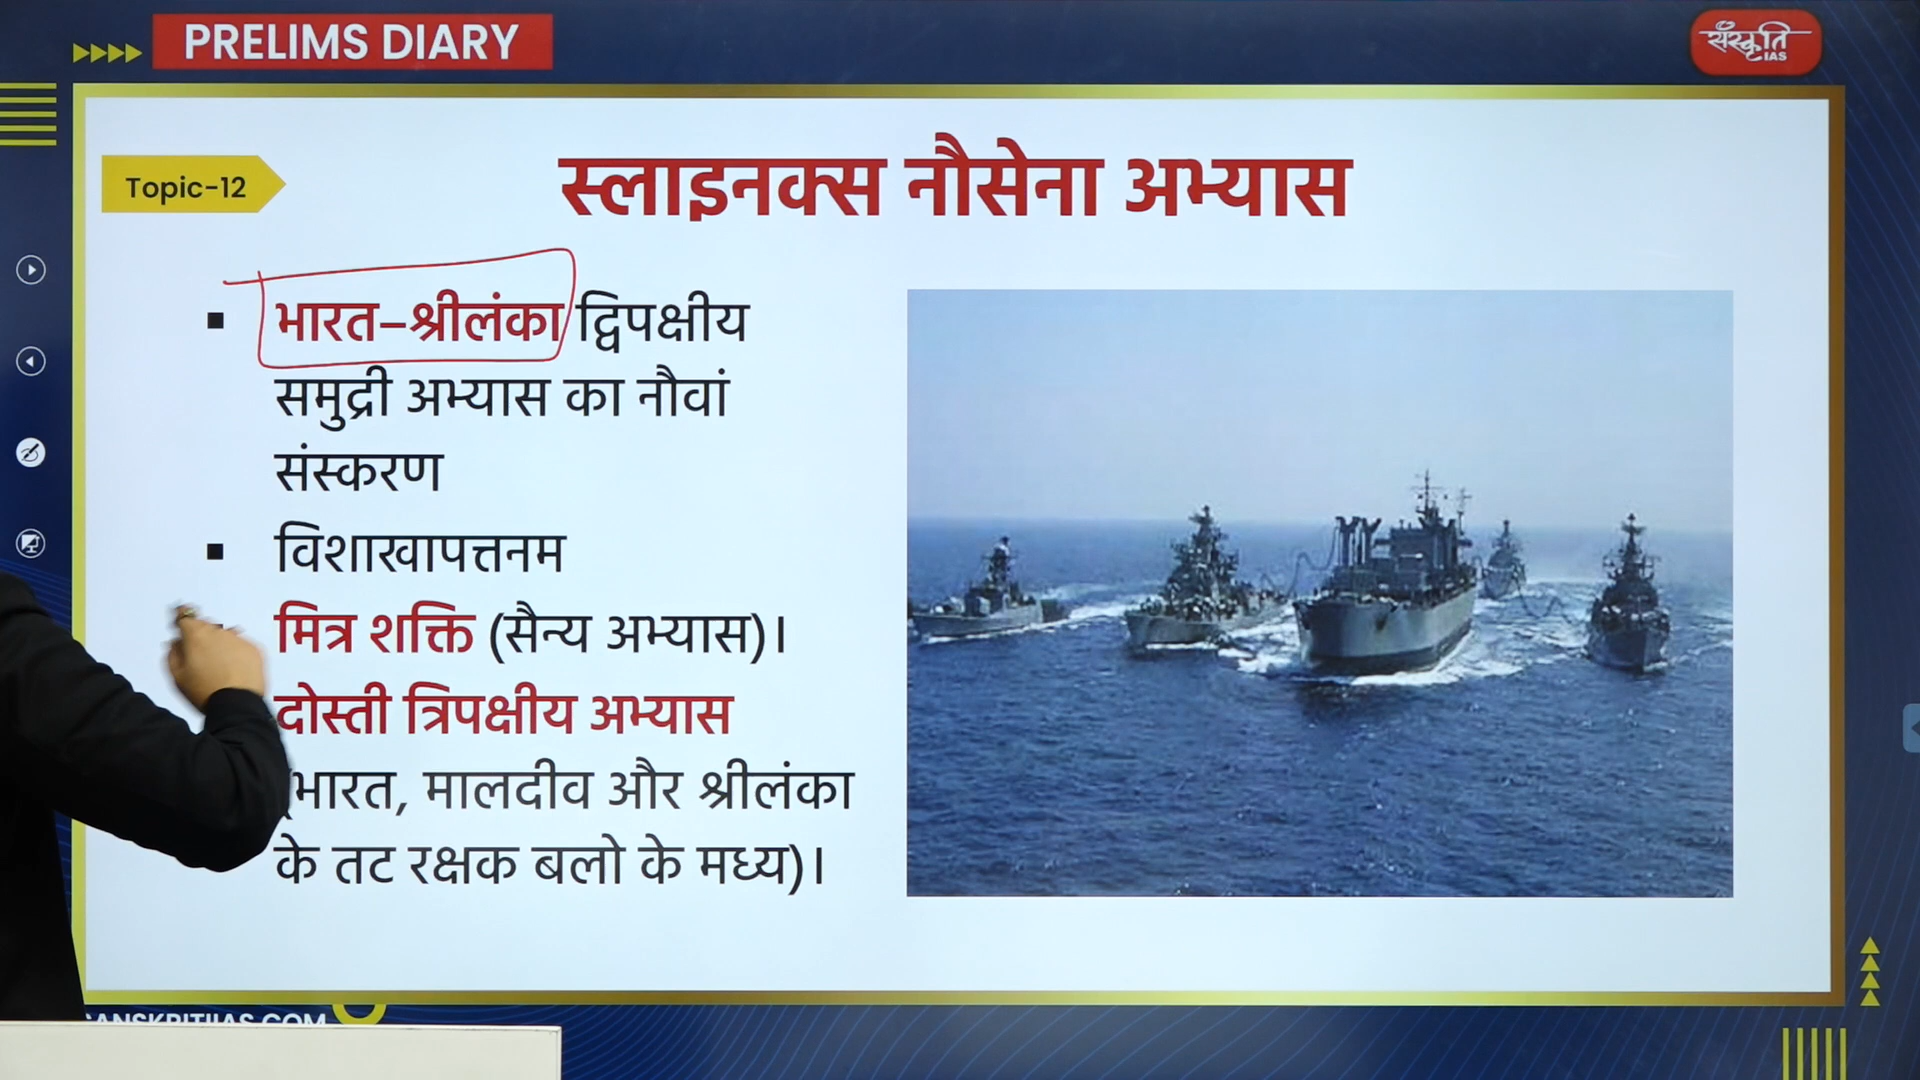 PRELIMS DIARY
संस्कृति
IAS
Topic-12
स्लाइनक्स नौसेना अभ्यास
भारत–श्रीलंका द्विपक्षीय
समुद्री अभ्यास का नौवां
संस्करण
विशाखापत्तनम
मित्र शक्ति (सैन्य अभ्यास)।
दोस्ती त्रिपक्षीय अभ्यास
(भारत, मालदीव और श्रीलंका
के तट रक्षक बलो के मध्य)।